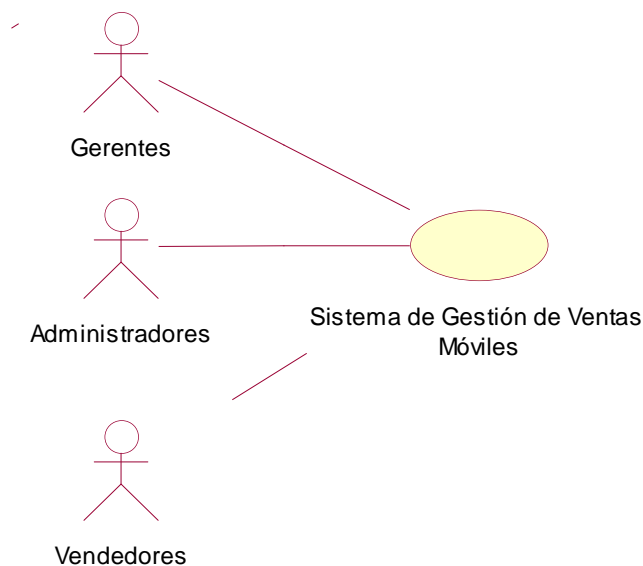 Gerentes
Administradores
Sistema de Gestión de Ventas
Móviles
Vendedores